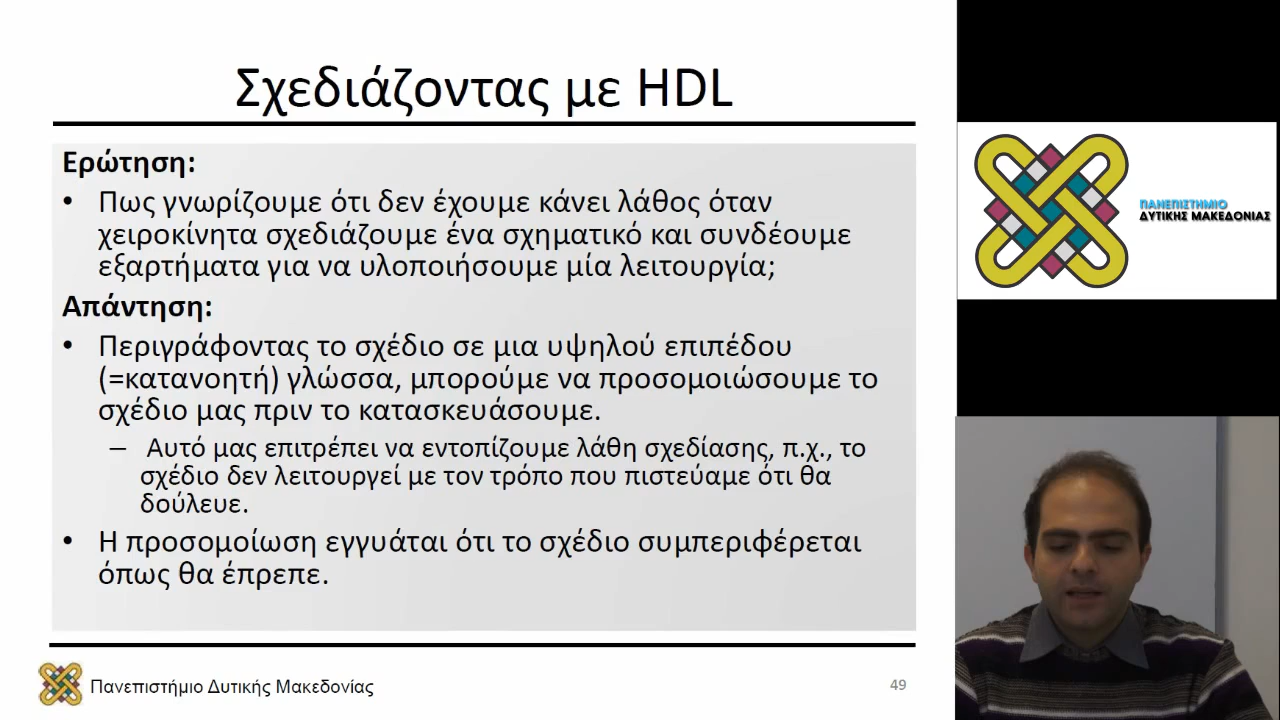 Σχεδιάζοντας με HDL
Ερώτηση:
• Πως γνωρίζουμε ότι δεν έχουμε κάνει λάθος όταν
χειροκίνητα σχεδιάζουμε ένα σχηματικό και συνδέουμε
εξαρτήματα για να υλοποιήσουμε μία λειτουργία;
Απάντηση:
• Περιγράφοντας το σχέδιο σε μια υψηλού επιπέδου
(=κατανοητή) γλώσσα, μπορούμε να προσομοιώσουμε το
σχέδιο μας πριν το κατασκευάσουμε.
– Αυτό μας επιτρέπει να εντοπίζουμε λάθη σχεδίασης, π.χ., το
σχέδιο δεν λειτουργεί με τον τρόπο που πιστεύαμε ότι θα
δούλευε.
• Η προσομοίωση εγγυάται ότι το σχέδιο συμπεριφέρεται
όπως θα έπρεπε.
Πανεπιστήμιο Δυτικής Μακεδονίας
49
ΠΑΝΕΠΙΣΤΗΜΙΟ
ΔΥΤΙΚΗΣ ΜΑΚΕΔΟΝΙΑΣ